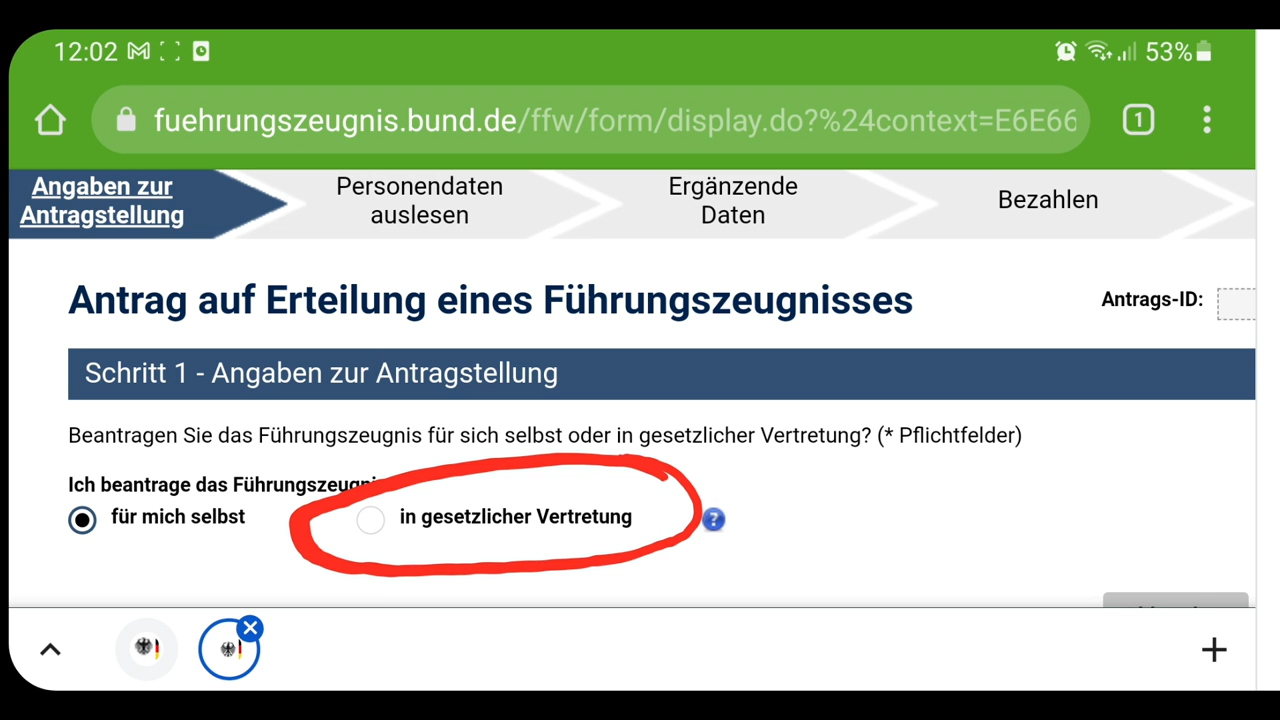 12:02 53%
fuehrungszeugnis.bund.de/ffw/form/display.do?%24context=E6E66
1
Angaben zur
Antragstellung
Personendaten
auslesen
Ergänzende
Daten
Bezahlen
Antrag auf Erteilung eines Führungszeugnisses
Antrags-ID:
Schritt 1 - Angaben zur Antragstellung
Beantragen Sie das Führungszeugnis für sich selbst oder in gesetzlicher Vertretung? (* Pflichtfelder)
Ich beantrage das Führungszeugni
für mich selbst
in gesetzlicher Vertretung
?